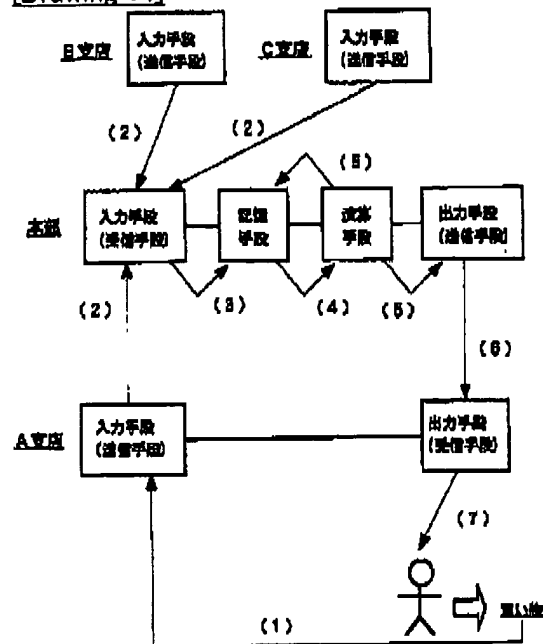 [Drawing
B支店
入力手段
(送信手段)
C支店
入力手段
(送信手段)
(2)
(2)
(5)
本部
入力手段
(受信手段)
記憶
手段
演算
手段
出力手段
(送信手段)
(2)
(3)
(4)
(5)
(6)
A支店
入力手段
(送信手段)
出力手段
(受信手段)
(7)
買い物
(1)